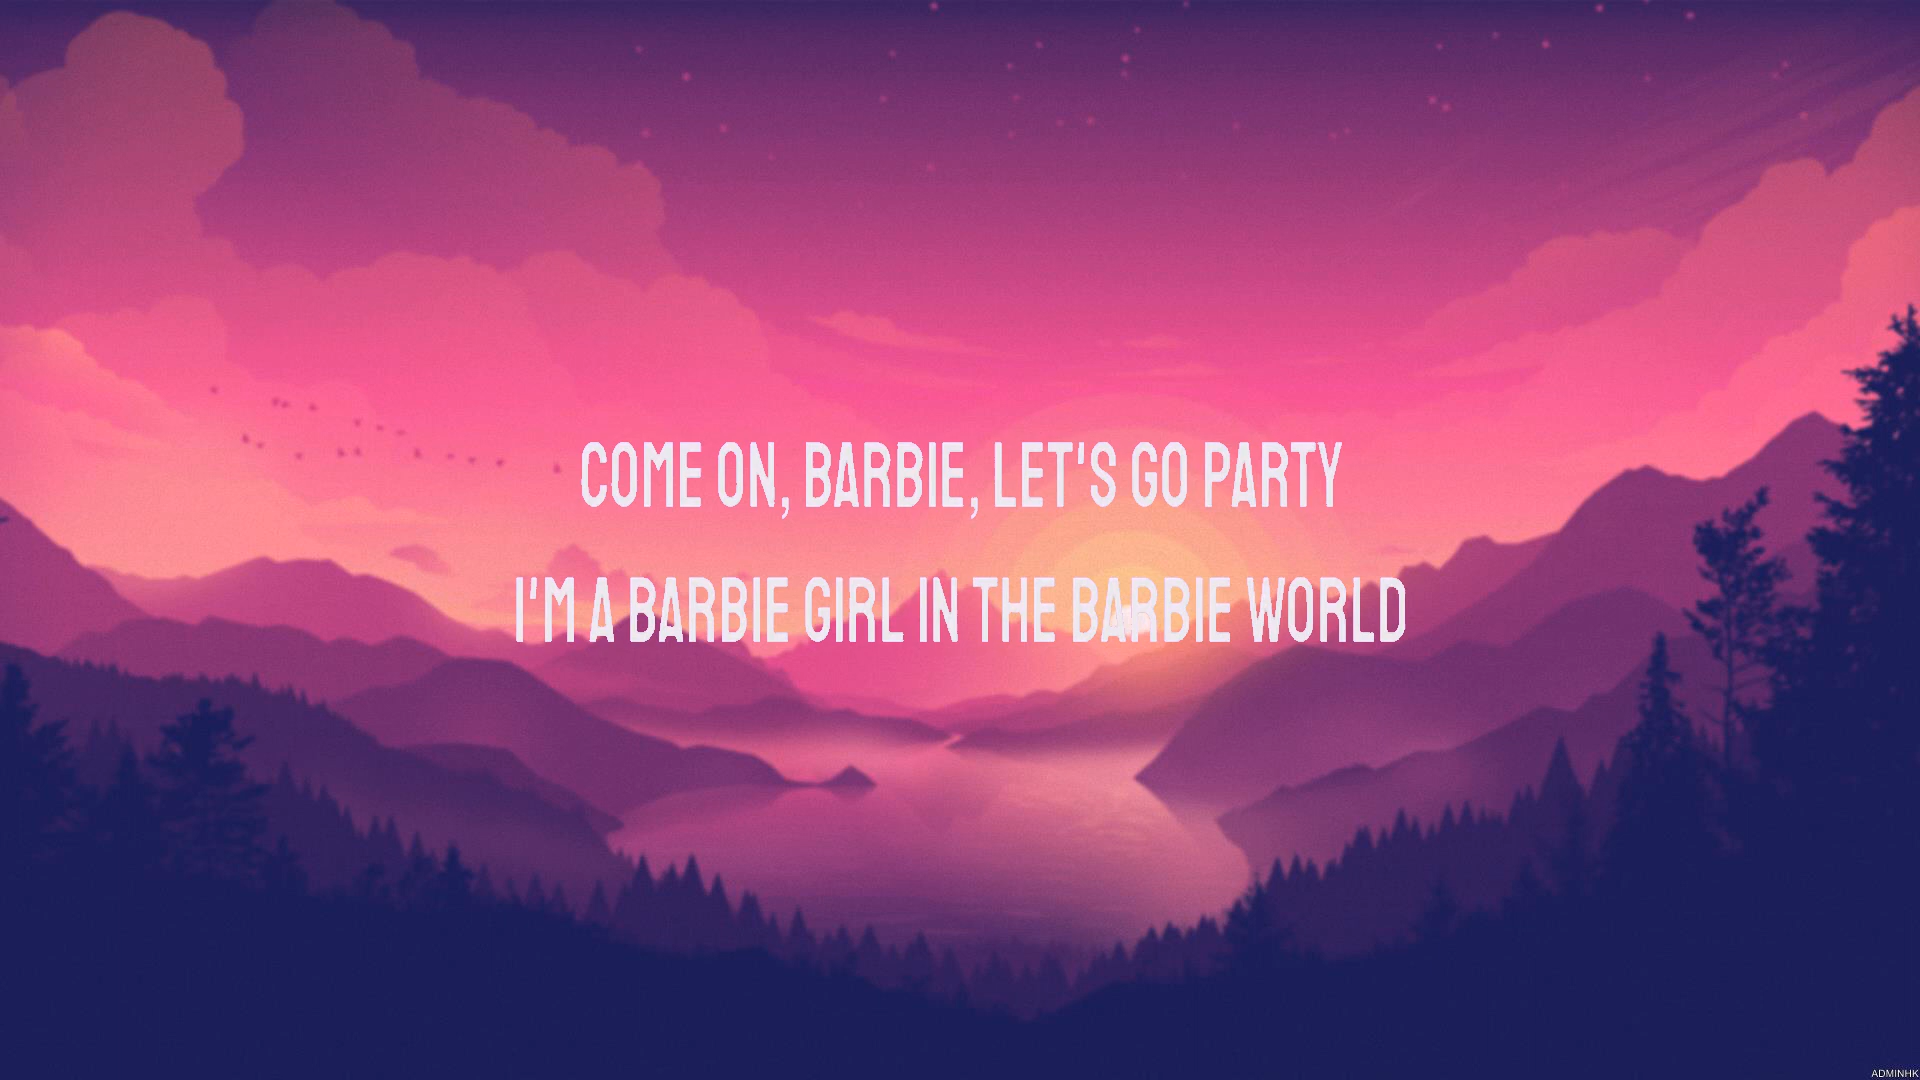 COME ON, BARBIE, LET'S GO PARTY
I'M A BARBIE GIRL IN THE BARBIE WORLD
ADMINHK